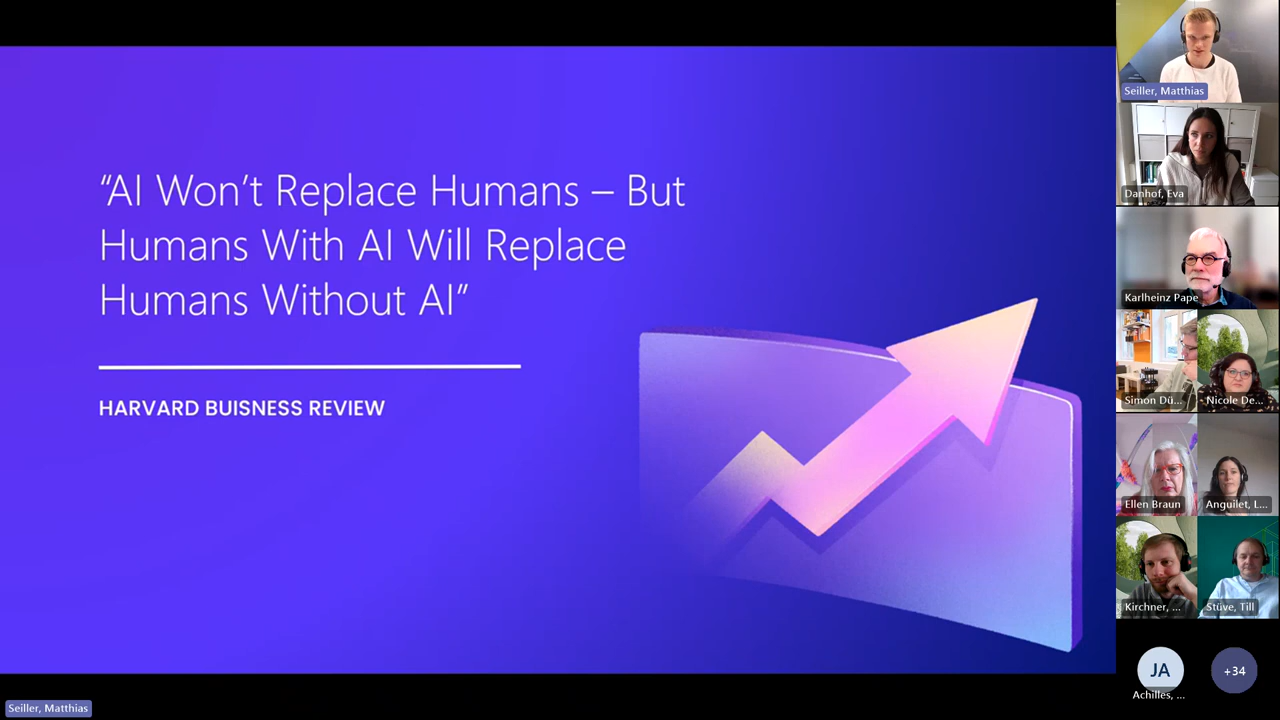 “AI Won’t Replace Humans – But
Humans With AI Will Replace
Humans Without AI”
HARVARD BUISNESS REVIEW
Seiller, Matthias
Danhof, Eva
Karlheinz Pape
Simon Dü...
Nicole De...
Ellen Braun
Anguilet, L...
Kirchner, ...
Stüve, Till
JA
Achilles, ...
+34
Seiller, Matthias